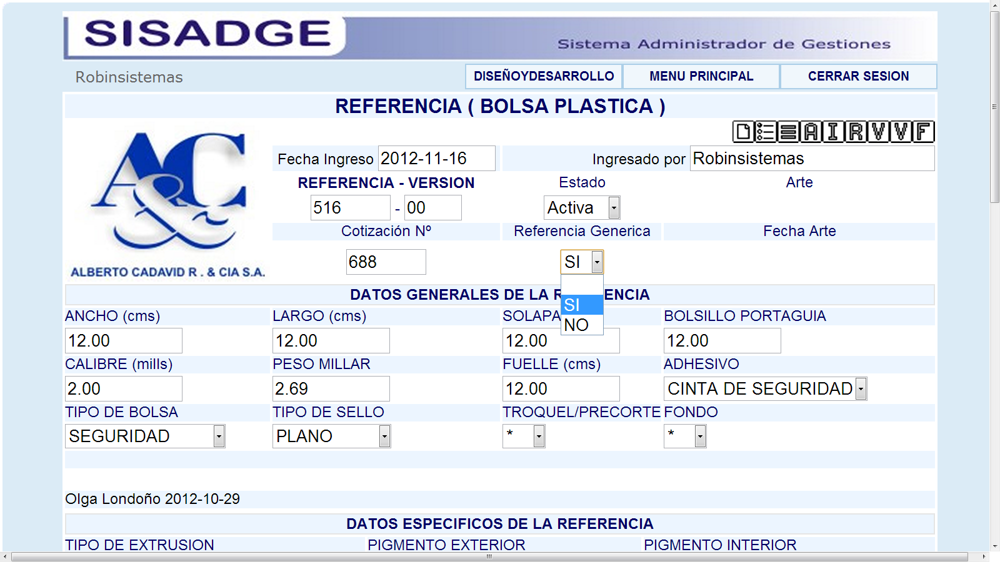 SISADGE
Sistema Administrador de Gestiones
Robinsistemas
DISEÑOYDESARROLLO MENU PRINCIPAL CERRAR SESION
REFERENCIA ( BOLSA PLASTICA )
A I R V V F
A&C
ALBERTO CADAVID R . & CIA S.A.
Fecha Ingreso 2012-11-16 Ingresado por Robinsistemas
REFERENCIA - VERSION Estado Arte
516 - 00 Activa
Cotización Nº Referencia Generica Fecha Arte
688 SI
SI
NO
DATOS GENERALES DE LA R ENCIA
ANCHO (cms) LARGO (cms) SOLAPA BOLSILLO PORTAGUIA
12.00 12.00 12.00 12.00
CALIBRE (mills) PESO MILLAR FUELLE (cms) ADHESIVO
2.00 2.69 12.00 CINTA DE SEGURIDAD
TIPO DE BOLSA TIPO DE SELLO TROQUEL/PRECORTE FONDO
SEGURIDAD PLANO * *
Olga Londoño 2012-10-29
DATOS ESPECIFICOS DE LA REFERENCIA
TIPO DE EXTRUSION PIGMENTO EXTERIOR PIGMENTO INTERIOR